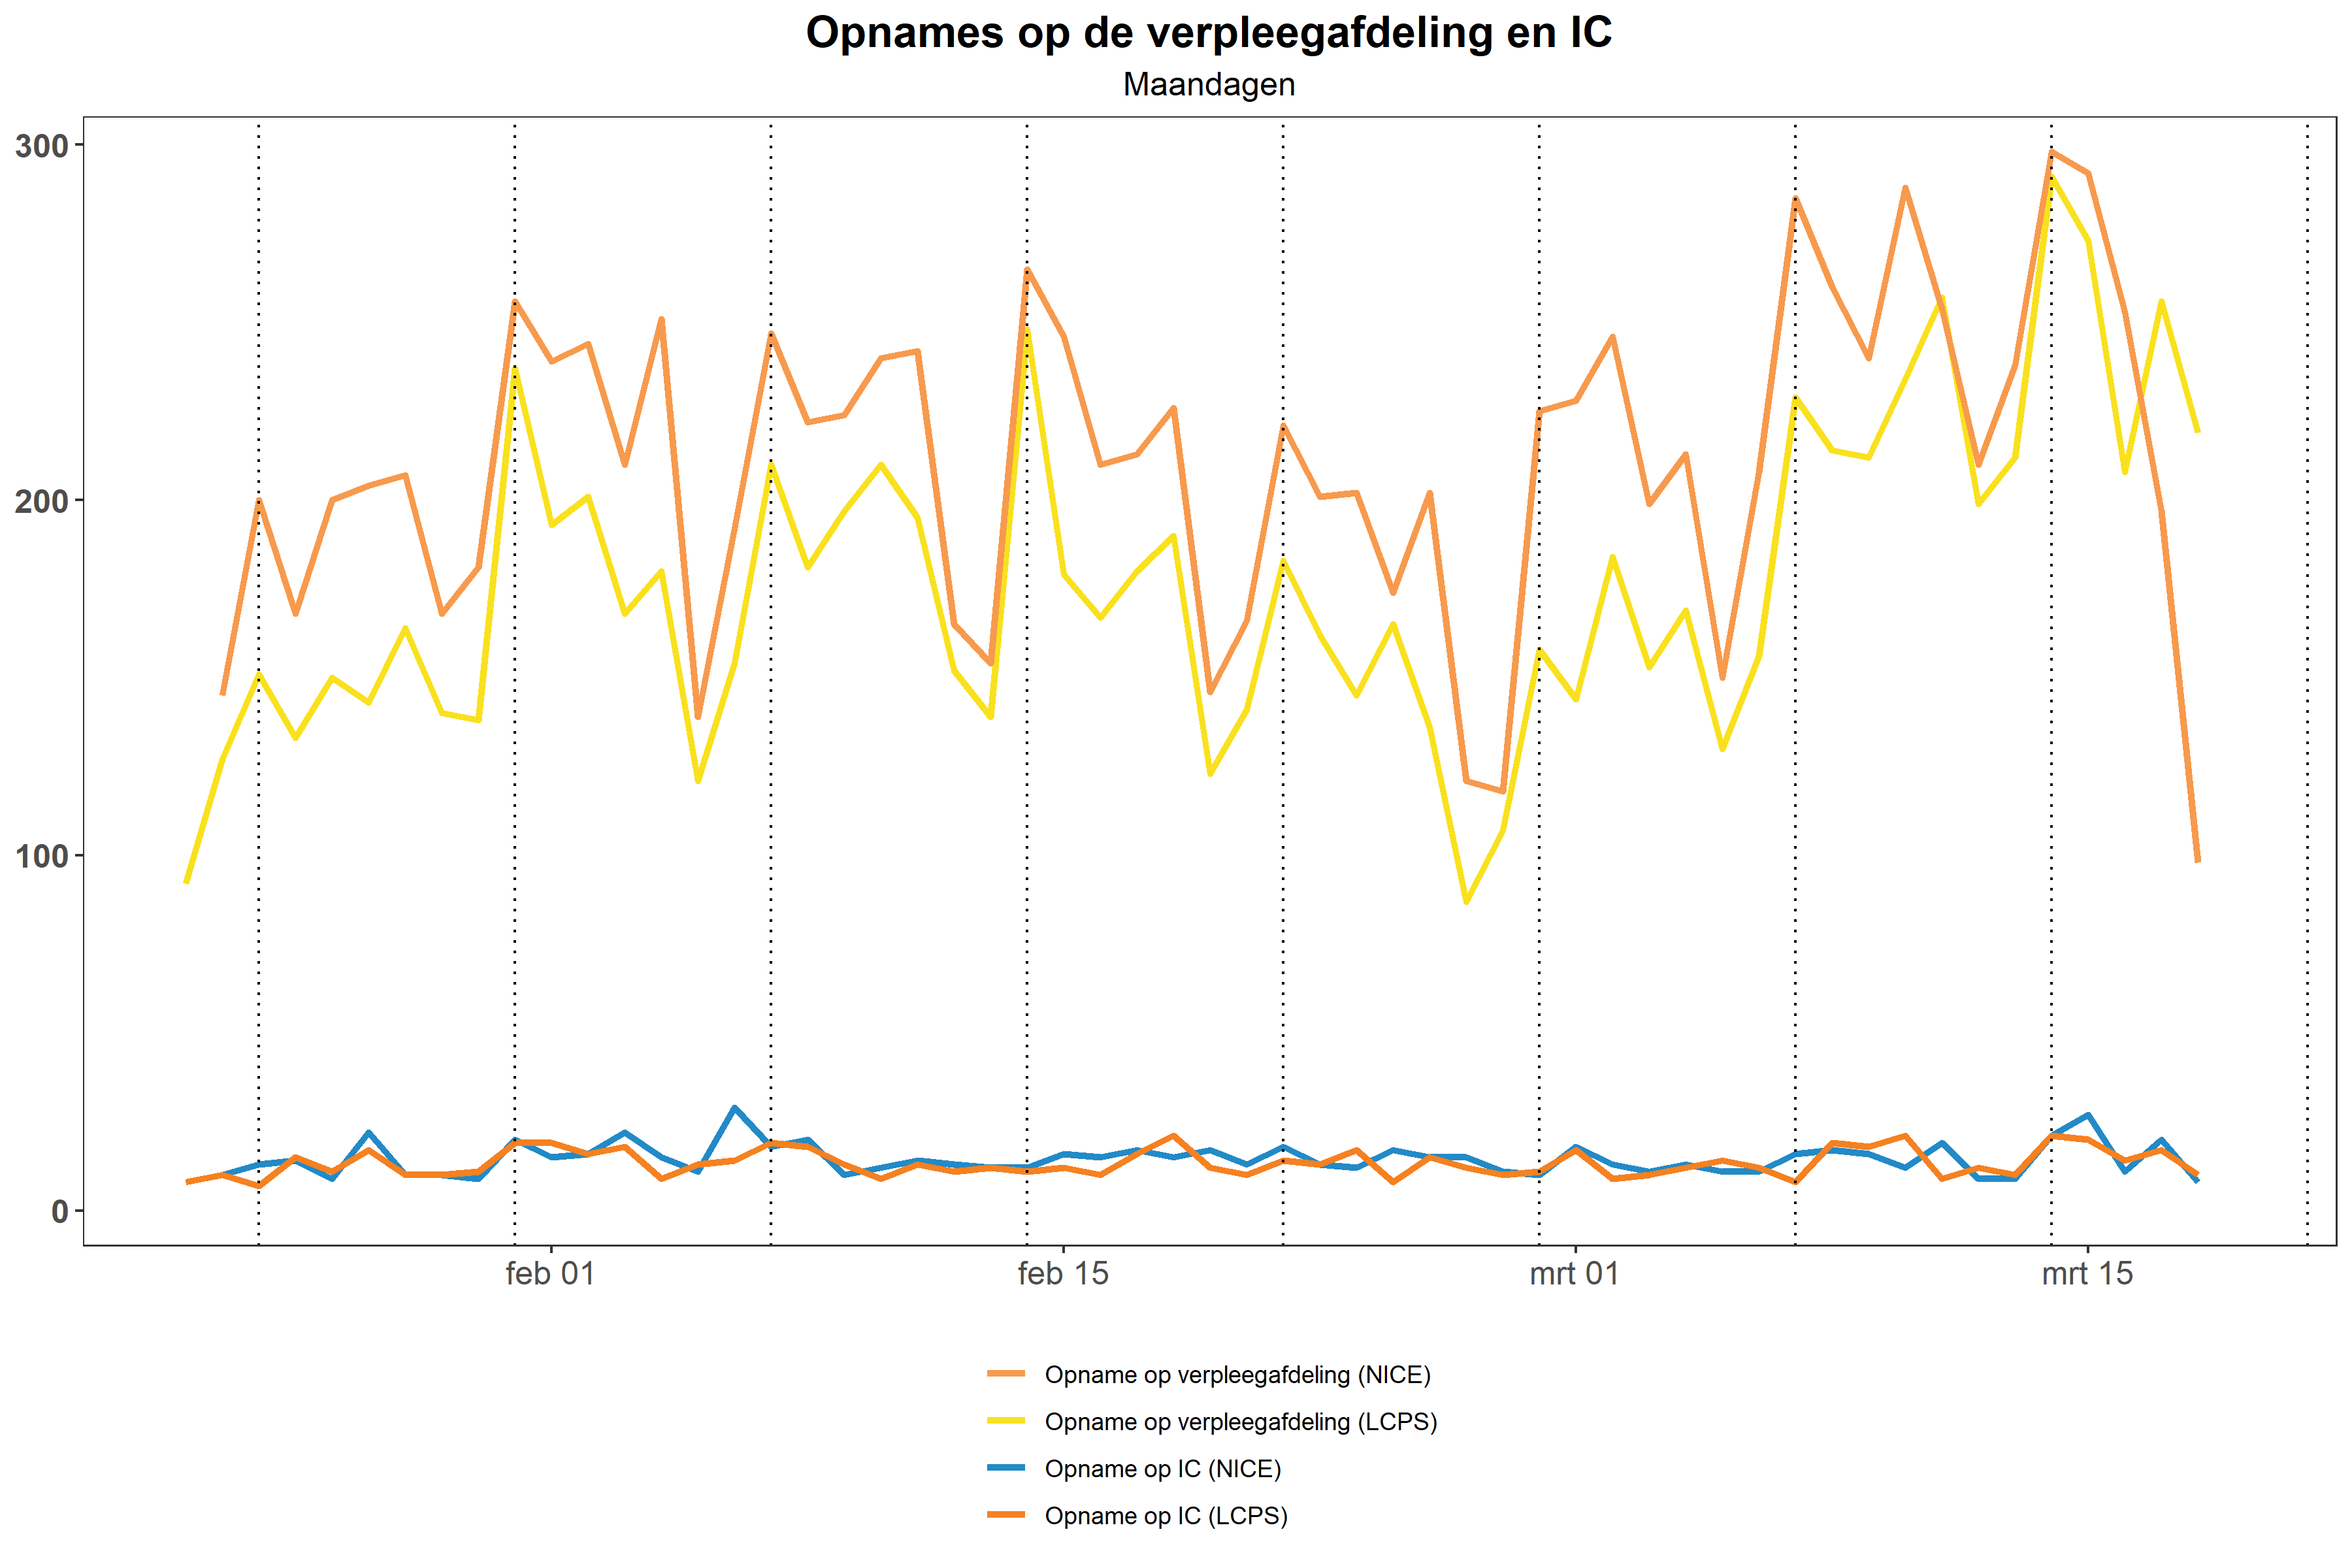 Opnames op de verpleegafdeling en IC
Maandagen
300
200
100
0
feb 01 feb 15 mrt 01 mrt 15
Opname op verpleegafdeling (NICE)
Opname op verpleegafdeling (LCPS)
Opname op IC (NICE)
Opname op IC (LCPS)